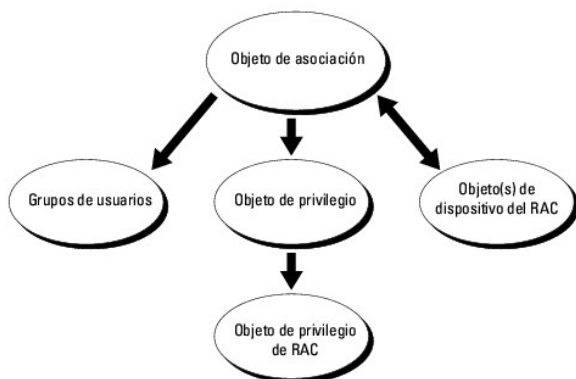 Objeto de asociación
Grupos de usuarios
Objeto de privilegio
Objeto(s) de
dispositivo del RAC
Objeto de privilegio
de RAC